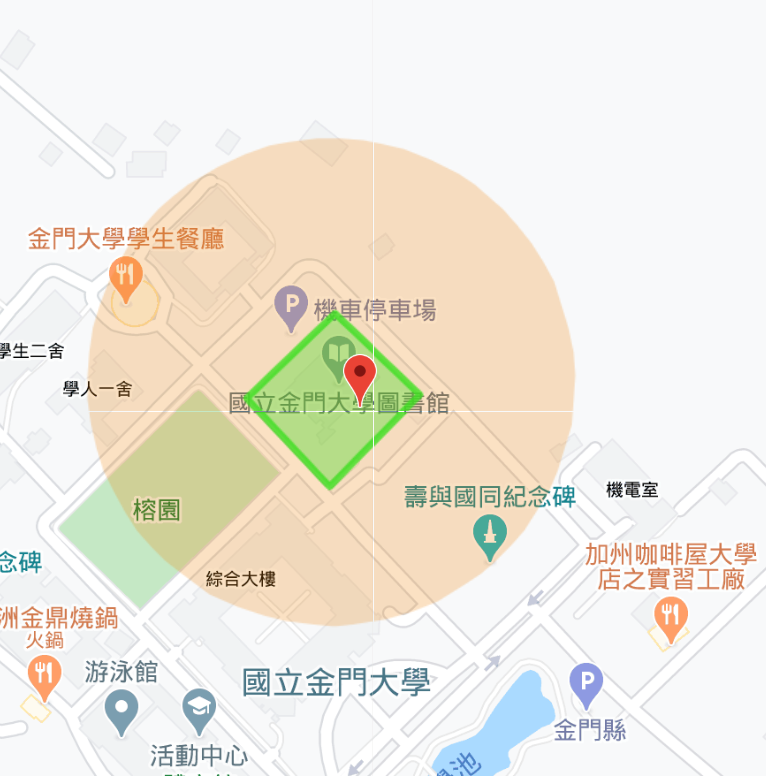 金門大學學生餐廳
P
機車停車場
學生二舍
學人一舍
國立金門大學圖書館
榕園
壽與國同紀念碑
機電室
念碑
加州咖啡屋大學
店之實習工廠
綜合大樓
洲金鼎燒鍋
火鍋
游泳館
國立金門大學
P
金門縣
活動中心